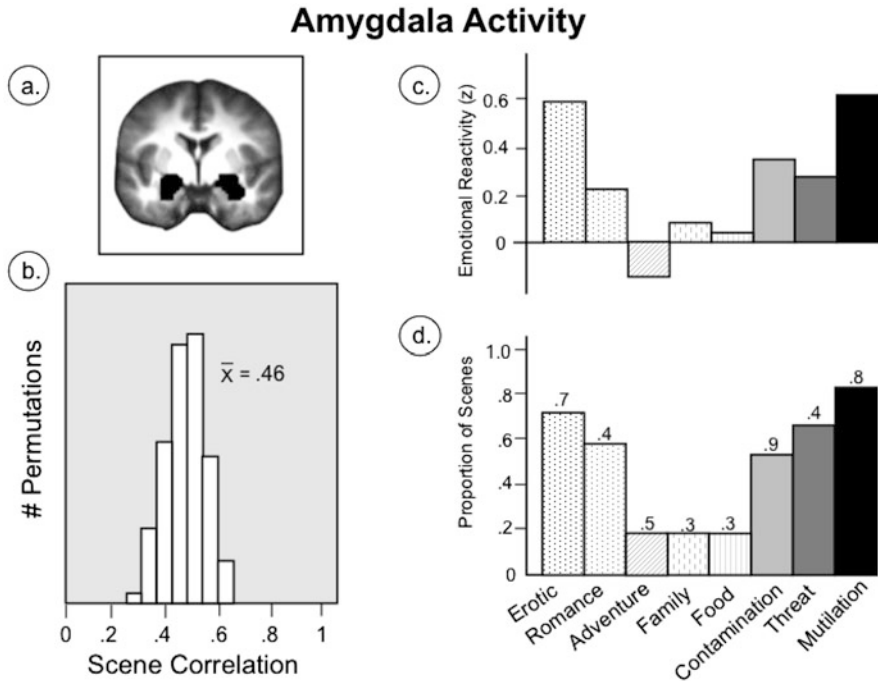 Amygdala Activity
a.
b.
# Permutations
x̄ = .46
0 .2 .4 .6 .8 1
Scene Correlation
c.
Emotional Reactivity (z)
0.6
0.4
0.2
0
d.
Proportion of Scenes
1.0
.8
.6
.4
.2
0
.7
.4
.5
.3
.3
.9
.4
.8
Erotic
Romance
Adventure
Family
Food
Contamination
Threat
Mutilation